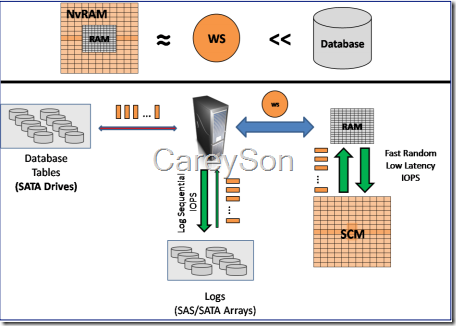 NvRAM
RAM
≈
WS
<<
Database
WS
...
RAM
Database
Tables
(SATA Drives)
CareySon
Fast Random
Low Latency
IOPS
Log Sequential
IOPS
SCM
Logs
(SAS/SATA Arrays)